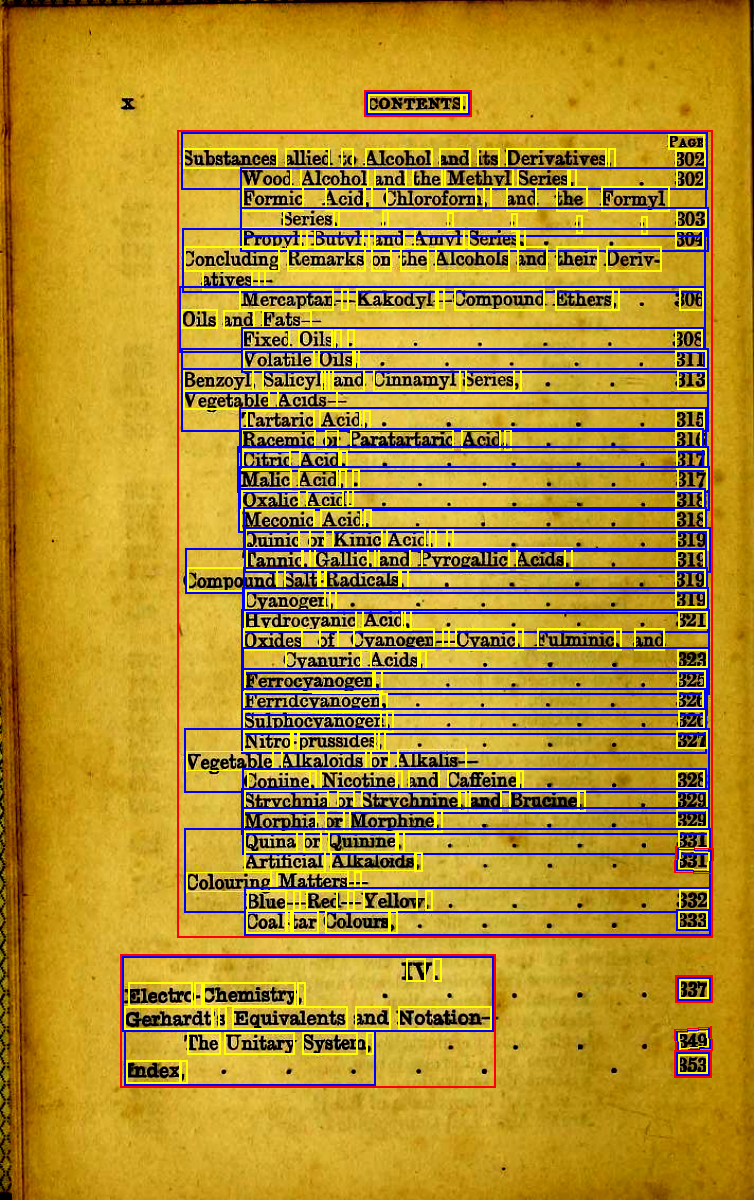 x CONTENTS.
PAGE
Substances allied to Alcohol and its Derivatives, 302
Wood Alcohol and the Methyl Series, . 302
Formic Acid, Chloroform, and the Formyl
Series, . . . . . 303
Propyl, Butyl, and Amyl Series, . . 304
Concluding Remarks on the Alcohols and their Deriv-
atives—
Mercaptan—Kakodyl—Compound Ethers, . 306
Oils and Fats—
Fixed Oils, . . . . . 308
Volatile Oils, . . . . . 311
Benzoyl, Salicyl, and Cinnamyl Series, . . 313
Vegetable Acids—
Tartaric Acid, . . . . . 315
Racemic or Paratartaric Acid, . . 316
Citric Acid, . . . . . 317
Malic Acid, . . . . . 317
Oxalic Acid, . . . . . 318
Meconic Acid, . . . . . 318
Quinic or Kinic Acid, . . . . 319
Tannic, Gallic, and Pyrogallic Acids, . . 319
Compound Salt-Radicals, . . . . 319
Cyanogen, . . . . . 319
Hydrocyanic Acid, . . . . 321
Oxides of Cyanogen—Cyanic, Fulminic, and
Cyanuric Acids, . . . . 323
Ferrocyanogen, . . . . 325
Ferridcyanogen, . . . . 326
Sulphocyanogen, . . . . 326
Nitro-prussides, . . . . 327
Vegetable Alkaloids or Alkalis—
Coniine, Nicotine, and Caffeine, . . 328
Strychnia or Strychnine, and Brucine, . 329
Morphia or Morphine, . . . 329
Quina or Quinine, . . . . 331
Artificial Alkaloids, . . . 331
Colouring Matters—
Blue—Red—Yellow, . . . . 332
Coal-tar Colours, . . . . 333
IV.
Electro-Chemistry, . . . . . 337
Gerhardt's Equivalents and Notation—
The Unitary System, . . . . 349
Index, . . . . . . 353